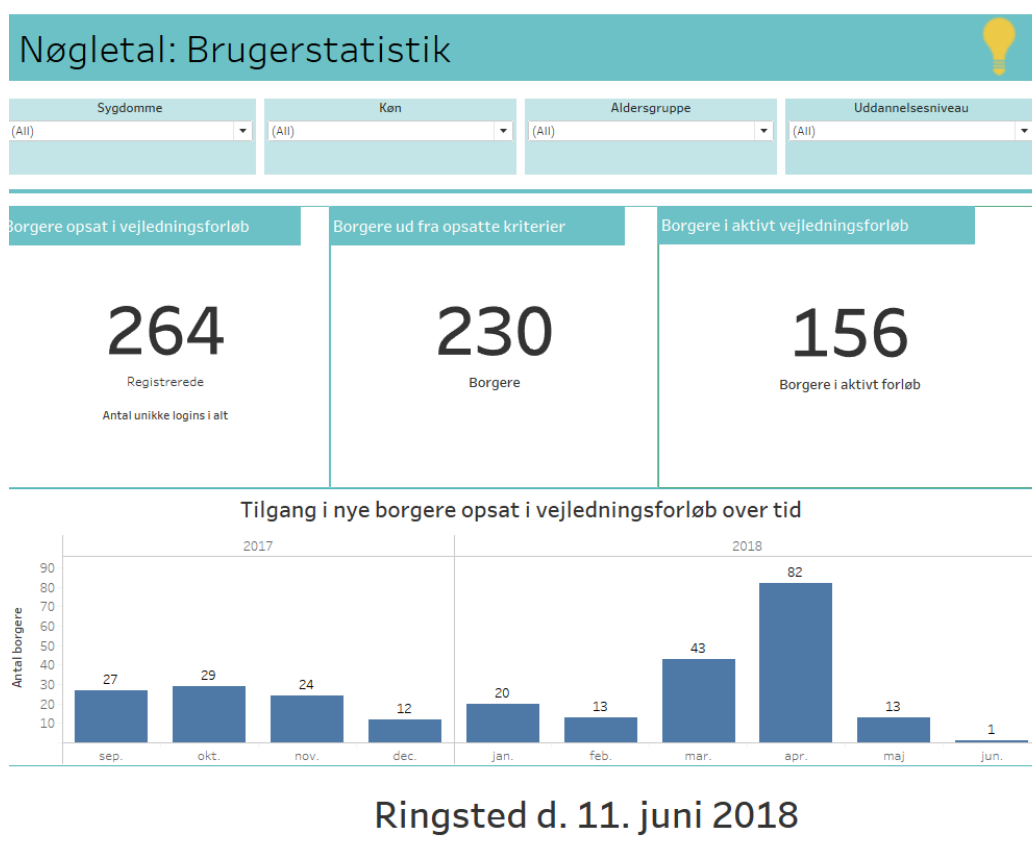 Nøgletal: Brugerstatistik
Sygdomme Køn Aldersgruppe Uddannelsesniveau
(All) (All) (All) (All)
Borgere opsat i vejledningsforløb Borgere ud fra opsatte kriterier Borgere i aktivt vejledningsforløb
264 230 156
Registrerede Borgere Borgere i aktivt forløb
Antal unikke logins i alt
Tilgang i nye borgere opsat i vejledningsforløb over tid
2017 2018
Antal borgere
90
80
70
60
50
40
30
20
10
27 29 24 12 20 13 43 82 13 1
sep. okt. nov. dec. jan. feb. mar. apr. maj jun.
Ringsted d. 11. juni 2018